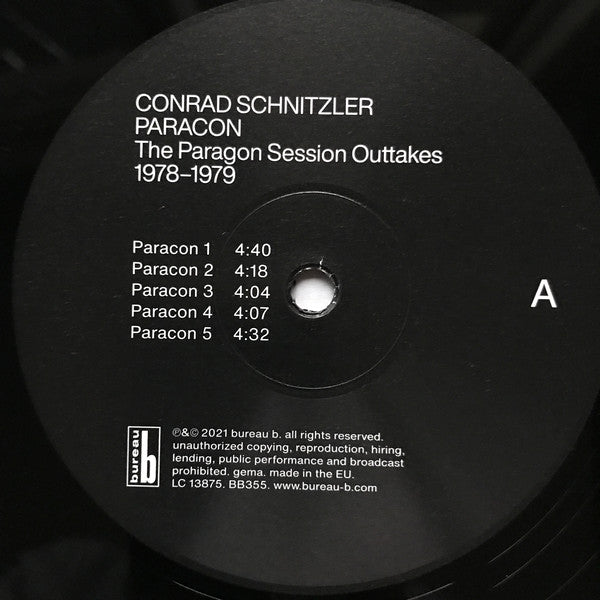 CONRAD SCHNITZLER
PARACON
The Paragon Session Outtakes
1978–1979
Paracon 1 4:40
Paracon 2 4:18
Paracon 3 4:04
Paracon 4 4:07
Paracon 5 4:32
A
bureau b
℗&© 2021 bureau b. all rights reserved.
unauthorized copying, reproduction, hiring,
lending, public performance and broadcast
prohibited. gema. made in the EU.
LC 13875. BB355. www.bureau-b.com